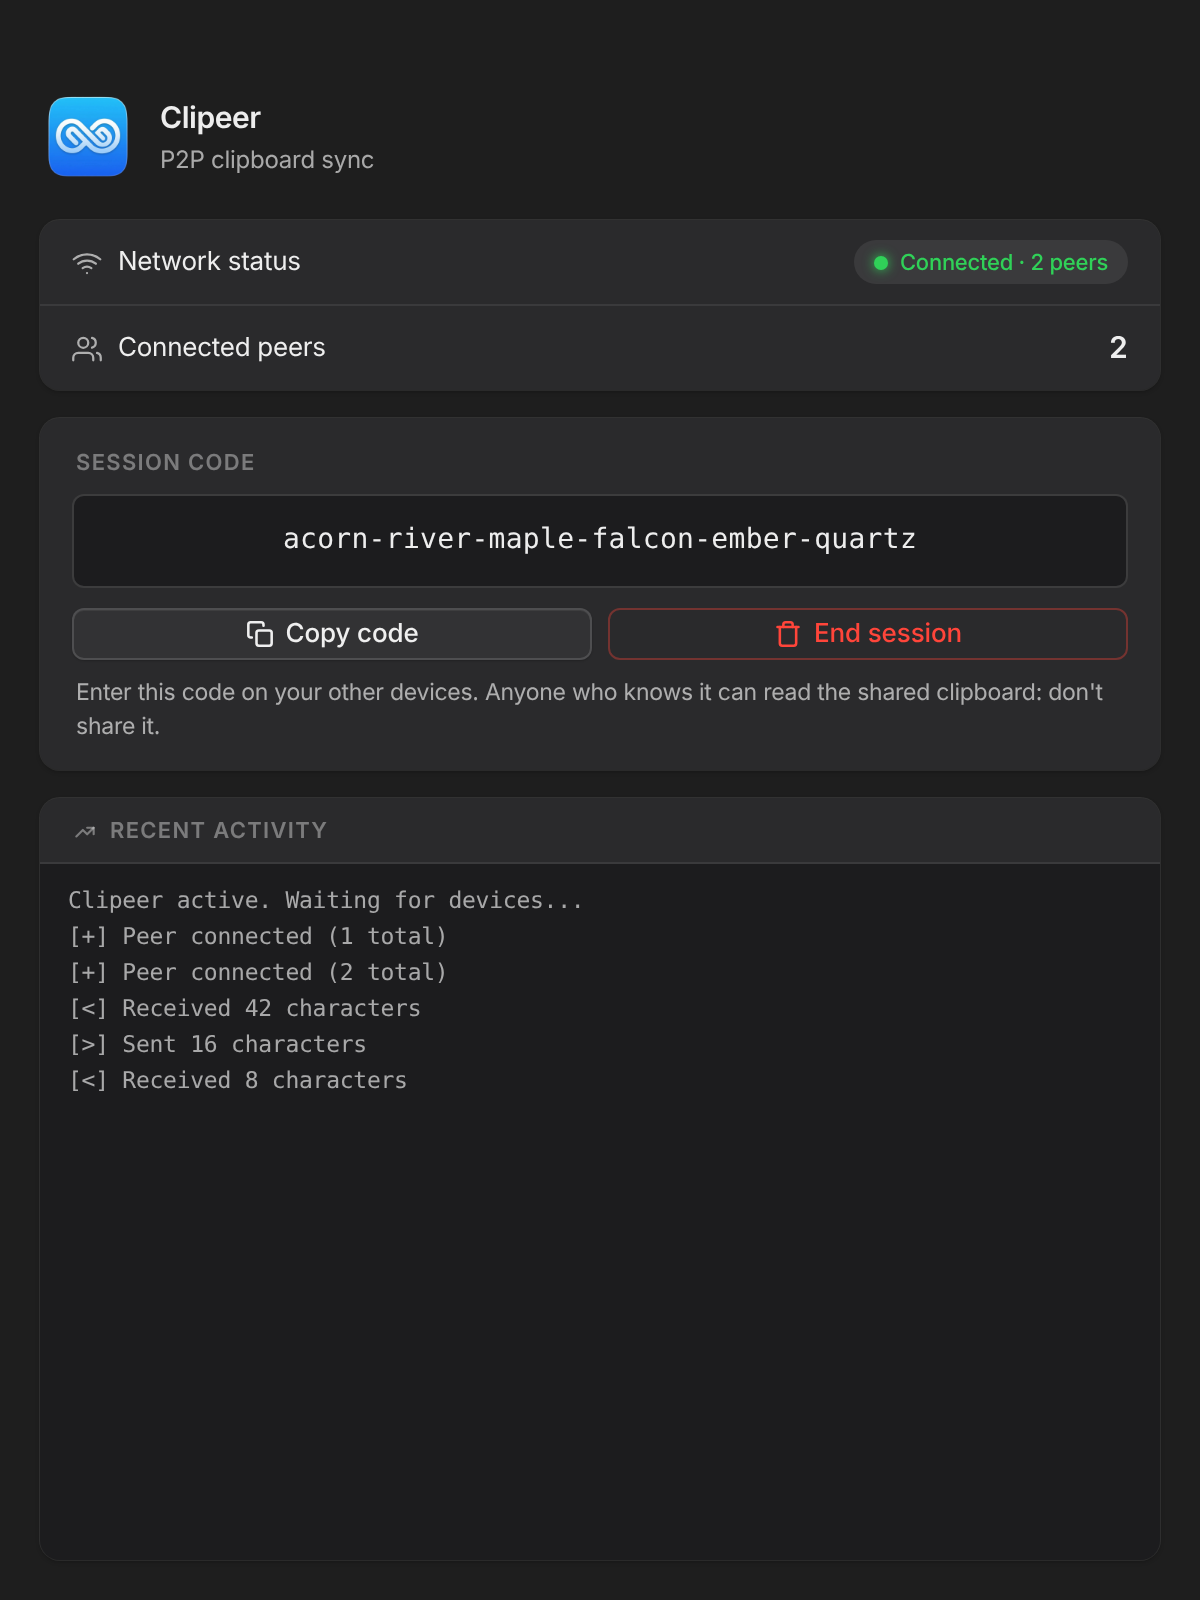 Clipeer
P2P clipboard sync
Network status
Connected · 2 peers
Connected peers
2
SESSION CODE
acorn-river-maple-falcon-ember-quartz
Copy code
End session
Enter this code on your other devices. Anyone who knows it can read the shared clipboard: don't
share it.
RECENT ACTIVITY
Clipeer active. Waiting for devices...
[+] Peer connected (1 total)
[+] Peer connected (2 total)
[<] Received 42 characters
[>] Sent 16 characters
[<] Received 8 characters